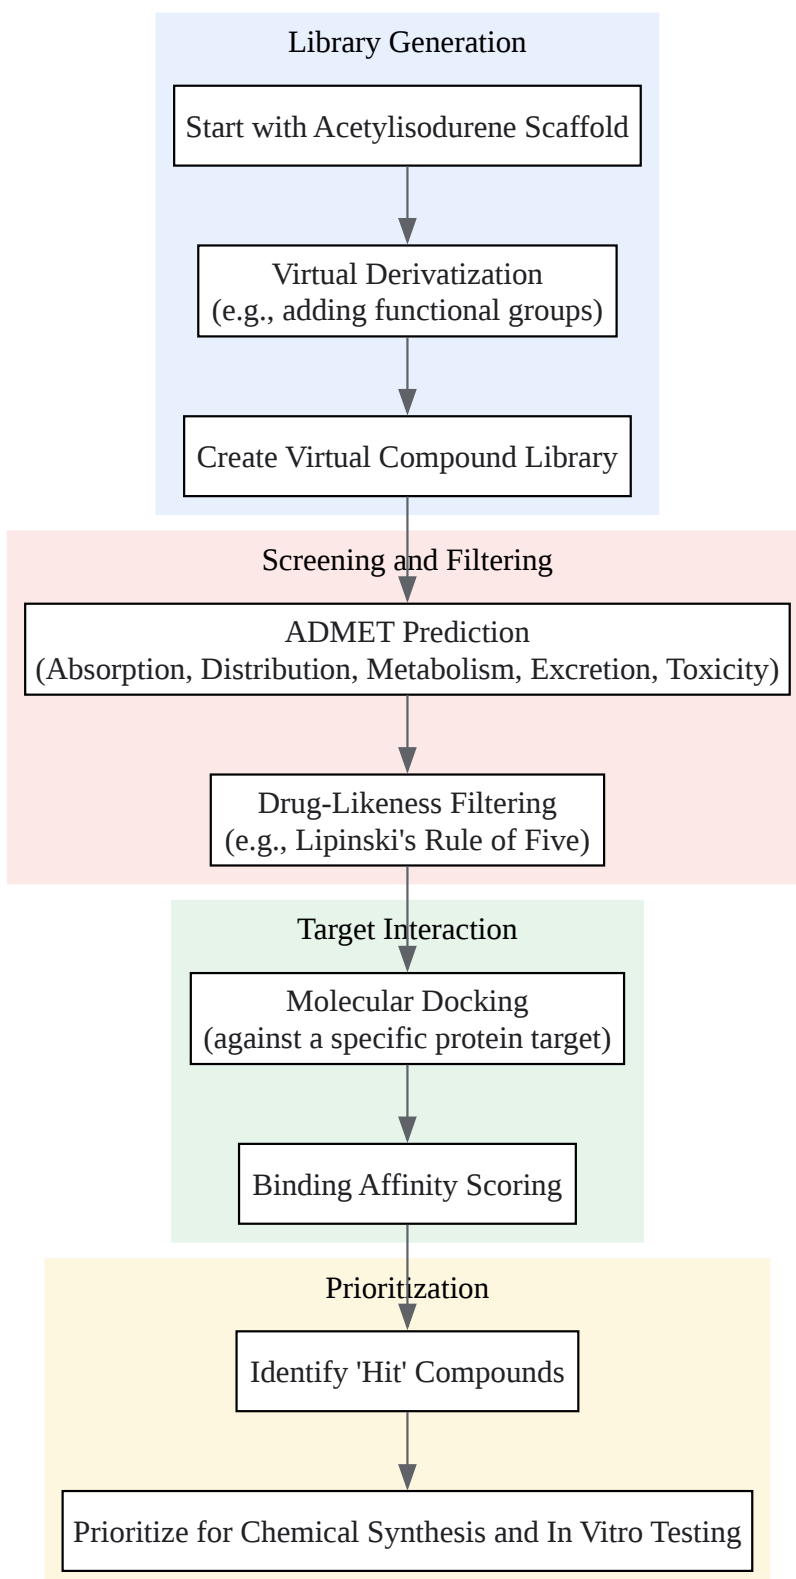 Library Generation
Start with Acetylisodurene Scaffold
Virtual Derivatization
(e.g., adding functional groups)
Create Virtual Compound Library
Screening and Filtering
ADMET Prediction
(Absorption, Distribution, Metabolism, Excretion, Toxicity)
Drug-Likeness Filtering
(e.g., Lipinski's Rule of Five)
Target Interaction
Molecular Docking
(against a specific protein target)
Binding Affinity Scoring
Prioritization
Identify 'Hit' Compounds
Prioritize for Chemical Synthesis and In Vitro Testing